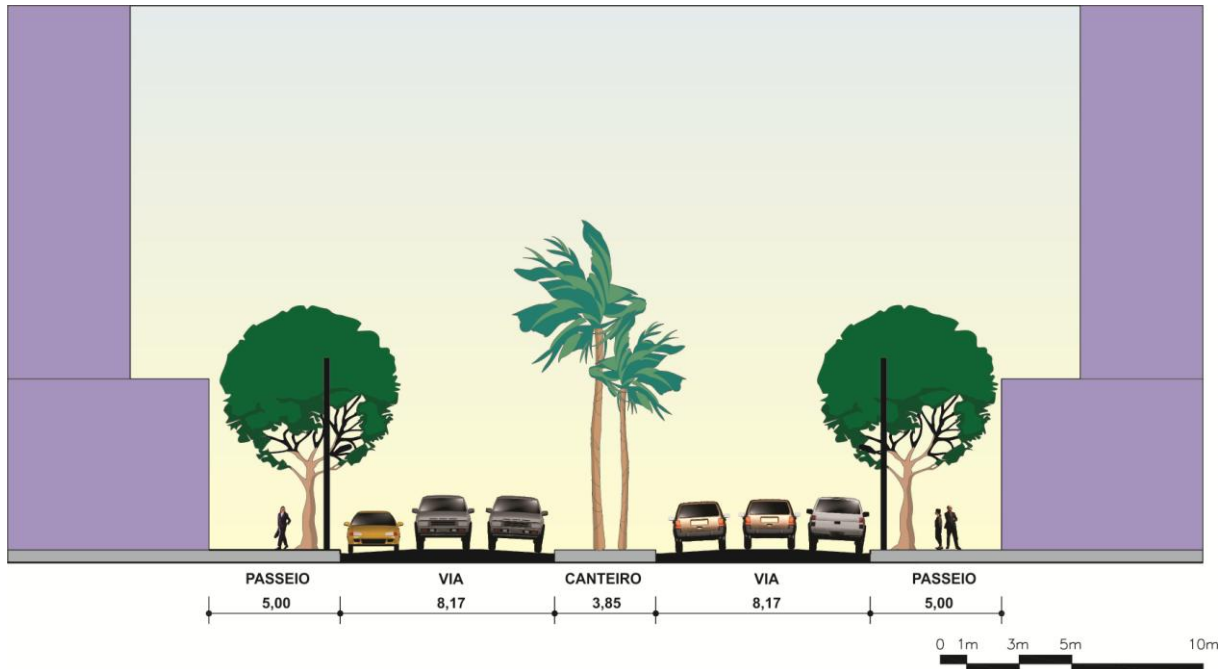 PASSEIO VIA CANTEIRO VIA PASSEIO
5,00 8,17 3,85 8,17 5,00
0 1m 3m 5m 10m